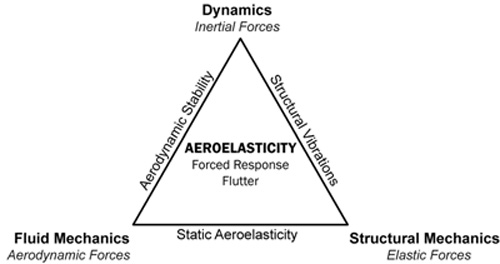 Dynamics
Inertial Forces
Aerodynamic Stability
Structural Vibrations
AEROELASTICITY
Forced Response
Flutter
Static Aeroelasticity
Fluid Mechanics
Aerodynamic Forces
Structural Mechanics
Elastic Forces